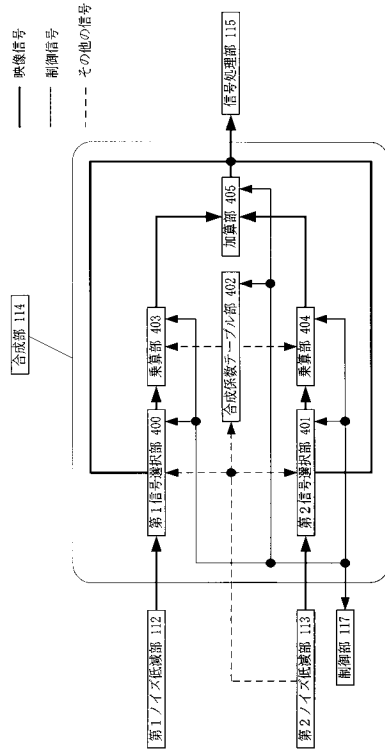 映像信号
制御信号
その他の信号
合成部 114
第1ノイズ低減部 112
第1信号選択部 400
乗算部 403
合成係数テーブル部 402
加算部 405
信号処理部 115
第2ノイズ低減部 113
第2信号選択部 401
乗算部 404
制御部 117